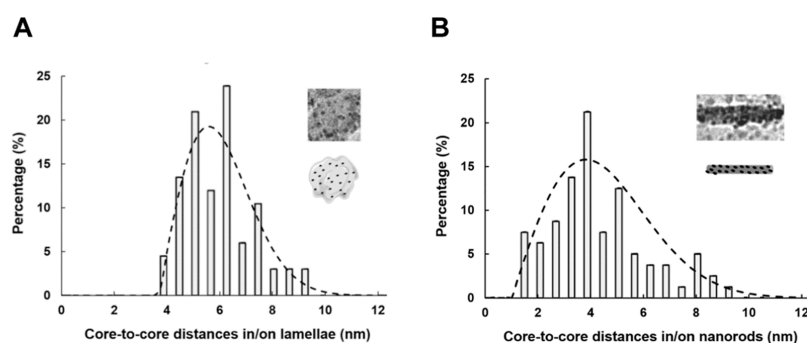 A
B
25
20
15
10
5
0
Percentage (%)
0 2 4 6 8 10 12
Core-to-core distances in/on lamellae (nm)
25
20
15
10
5
0
Percentage (%)
0 2 4 6 8 10 12
Core-to-core distances in/on nanorods (nm)